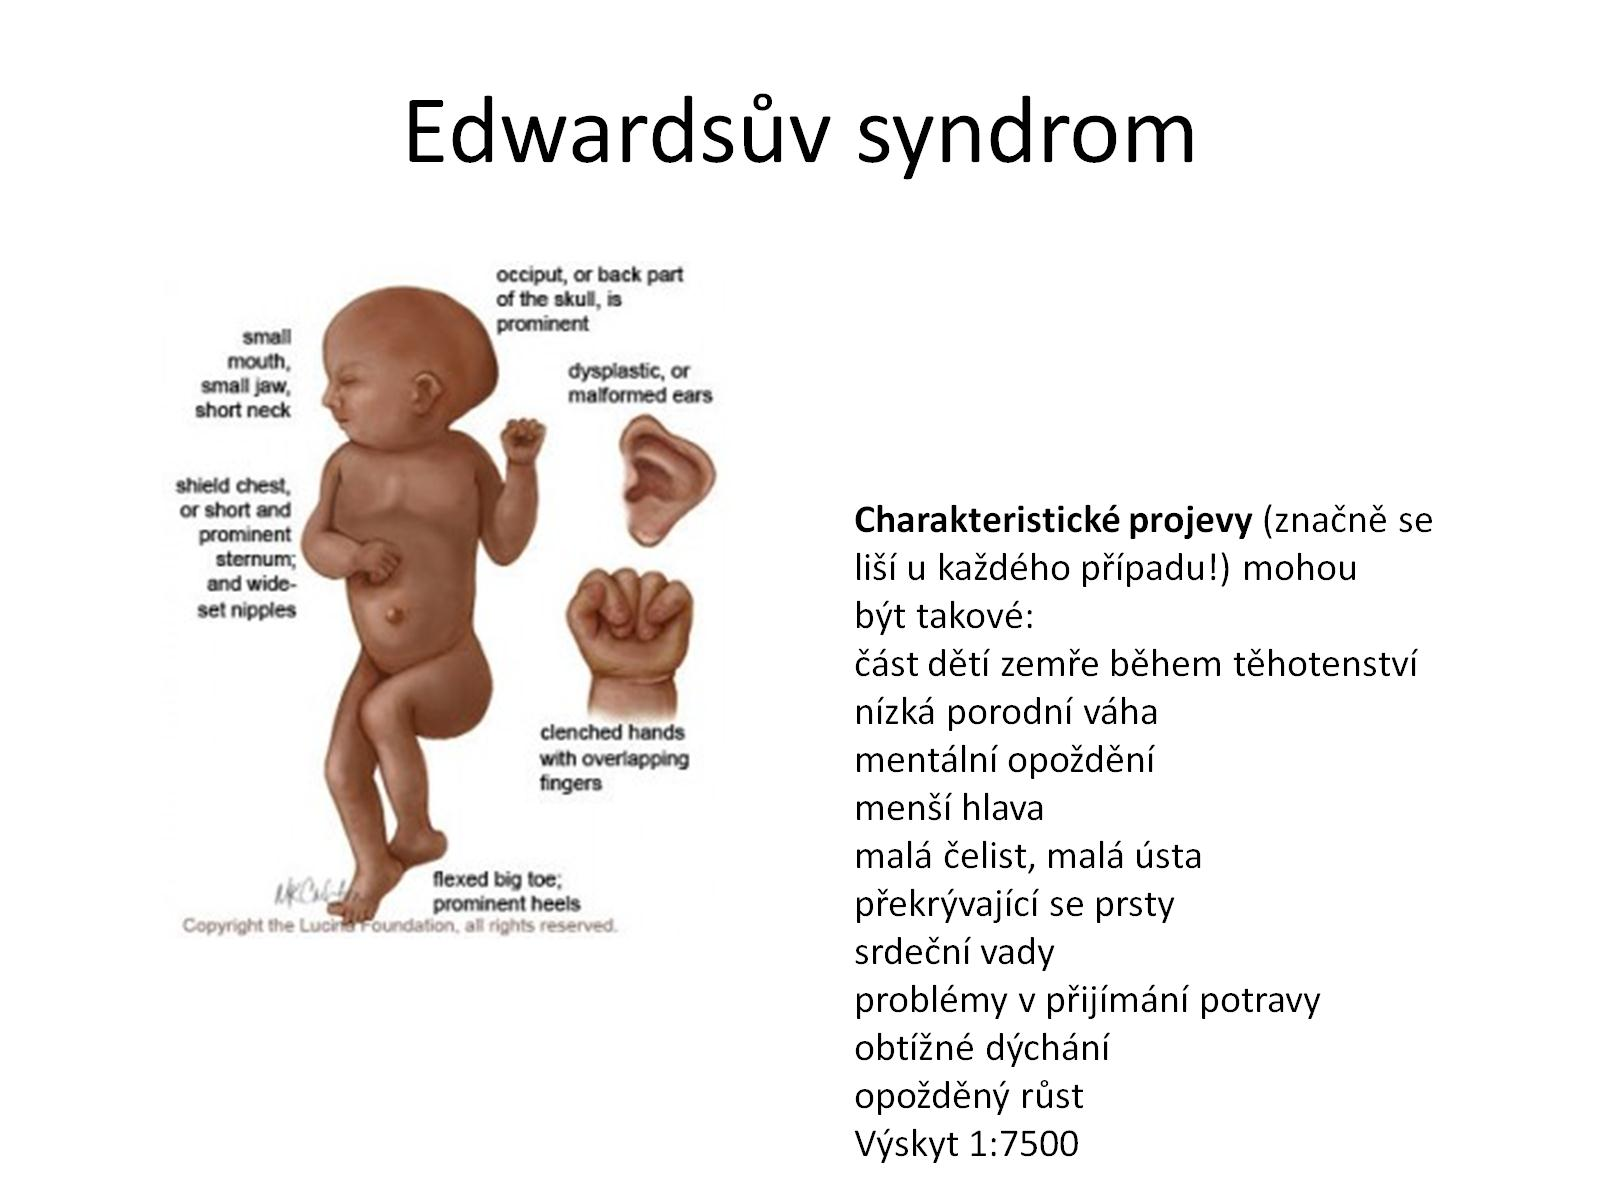 Edwardsův syndrom
occiput, or back part
of the skull, is
prominent
small
mouth,
small jaw,
short neck
dysplastic, or
malformed ears
shield chest,
or short and
prominent
sternum;
and wide-
set nipples
clenched hands
with overlapping
fingers
flexed big toe;
prominent heels
Copyright the Lucina Foundation, all rights reserved.
Charakteristické projevy (značně se
liší u každého případu!) mohou
být takové:
část dětí zemře během těhotenství
nízká porodní váha
mentální opoždění
menší hlava
malá čelist, malá ústa
překrývající se prsty
srdeční vady
problémy v přijímání potravy
obtížné dýchání
opožděný růst
Výskyt 1:7500